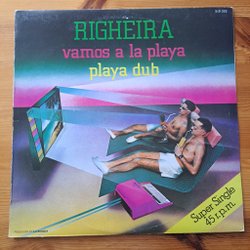 RIGHEIRA
vamos a la playa
playa dub
Super Single
45 r.p.m.